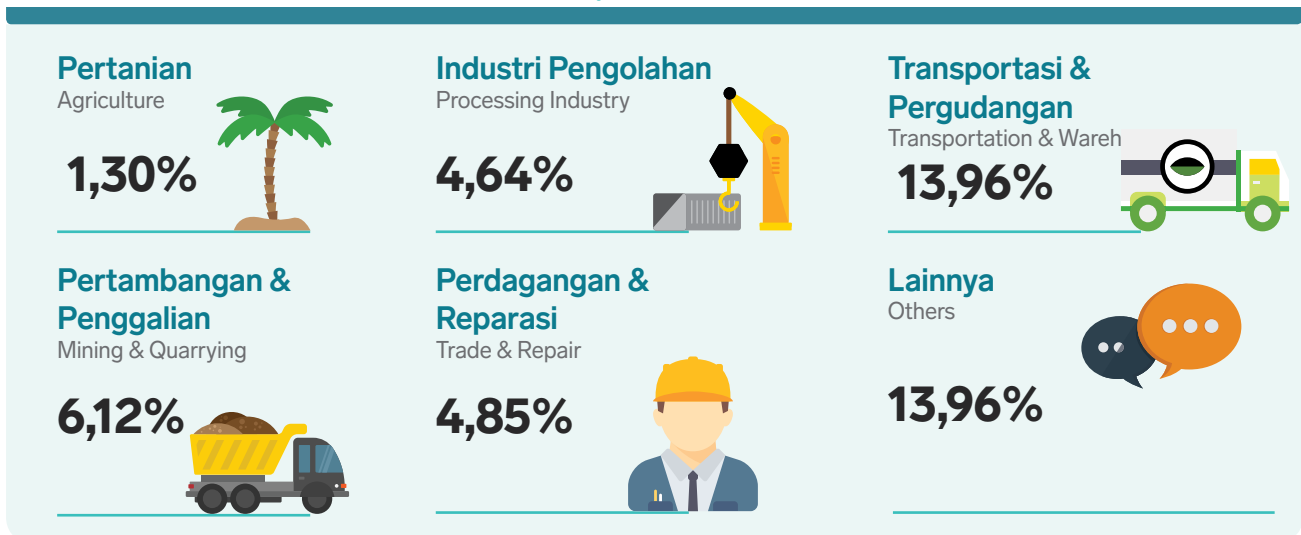 Pertanian
Agriculture
1,30%
Industri Pengolahan
Processing Industry
4,64%
Transportasi &
Pergudangan
Transportation & Wareh
13,96%
Pertambangan &
Penggalian
Mining & Quarrying
6,12%
Perdagangan &
Reparasi
Trade & Repair
4,85%
Lainnya
Others
13,96%